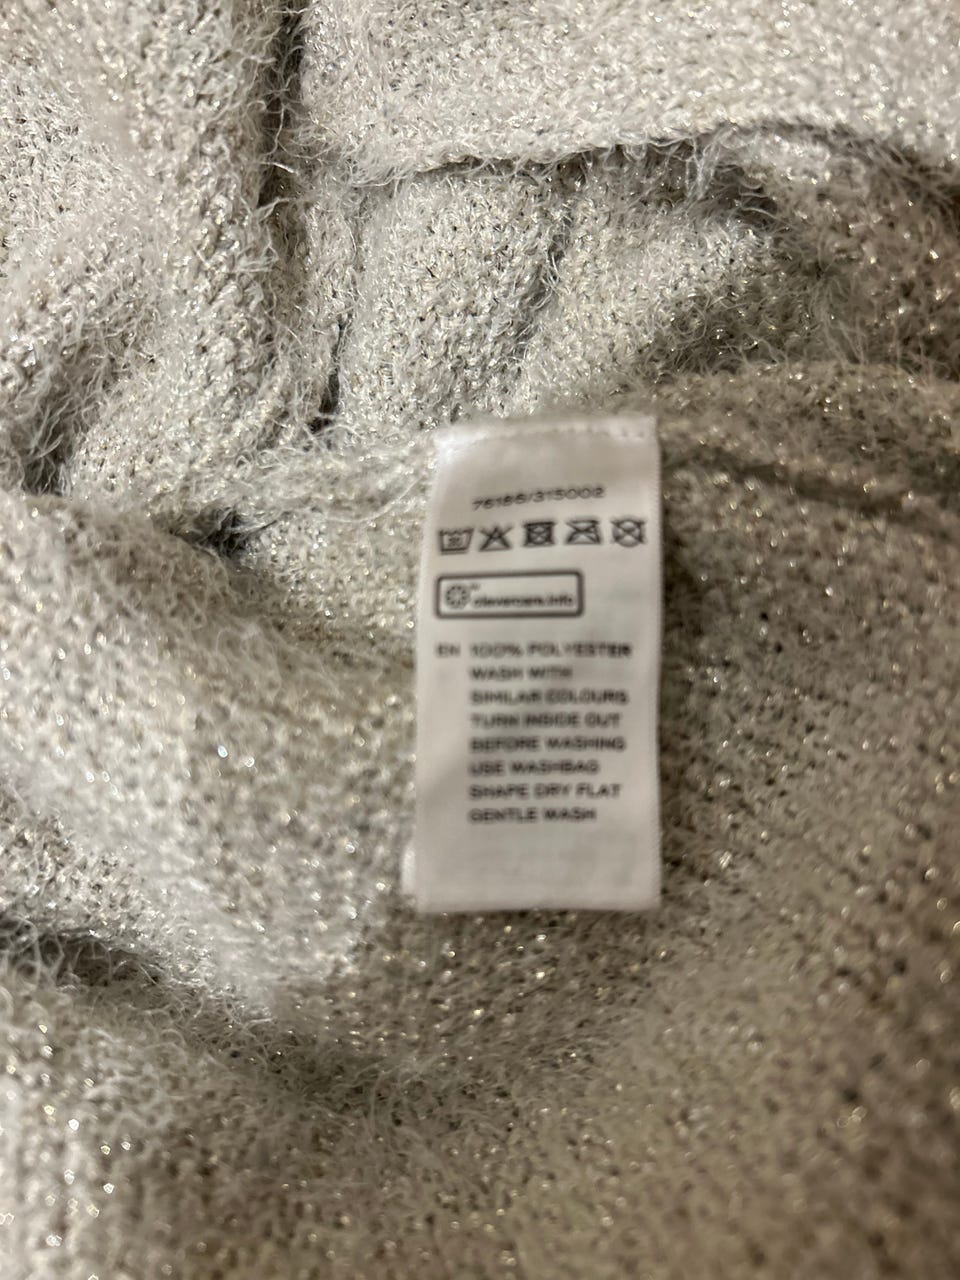 76186/315002
clevercare.info
EN 100% POLYESTER
WASH WITH
SIMILAR COLOURS
TURN INSIDE OUT
BEFORE WASHING
USE WASHBAG
SHAPE DRY FLAT
GENTLE WASH